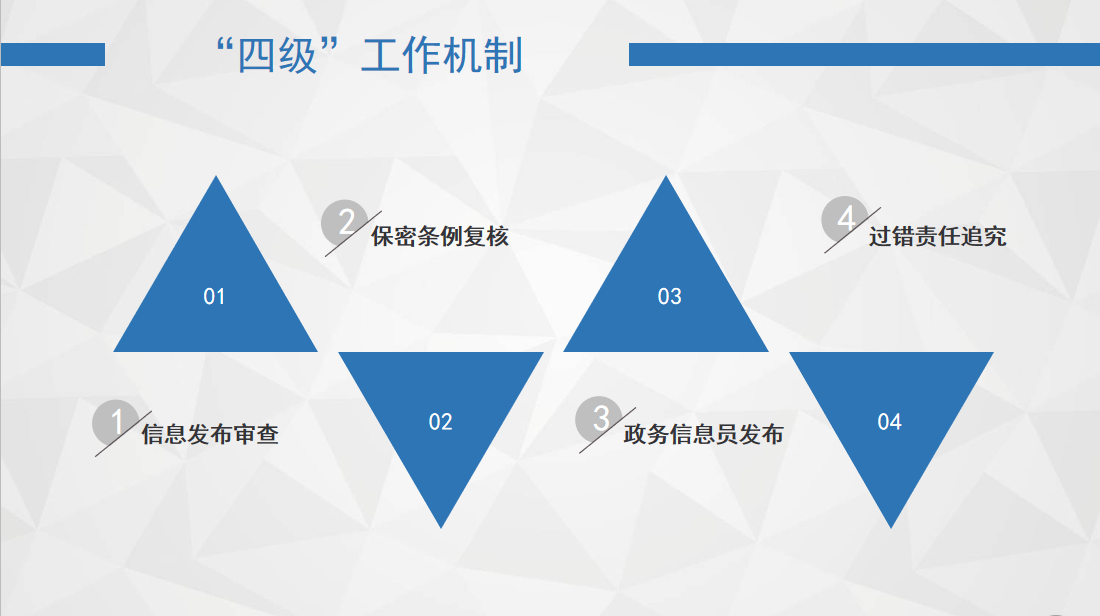 “四级”工作机制
2 保密条例复核
4 过错责任追究
01
03
02
04
1 信息发布审查
3 政务信息员发布